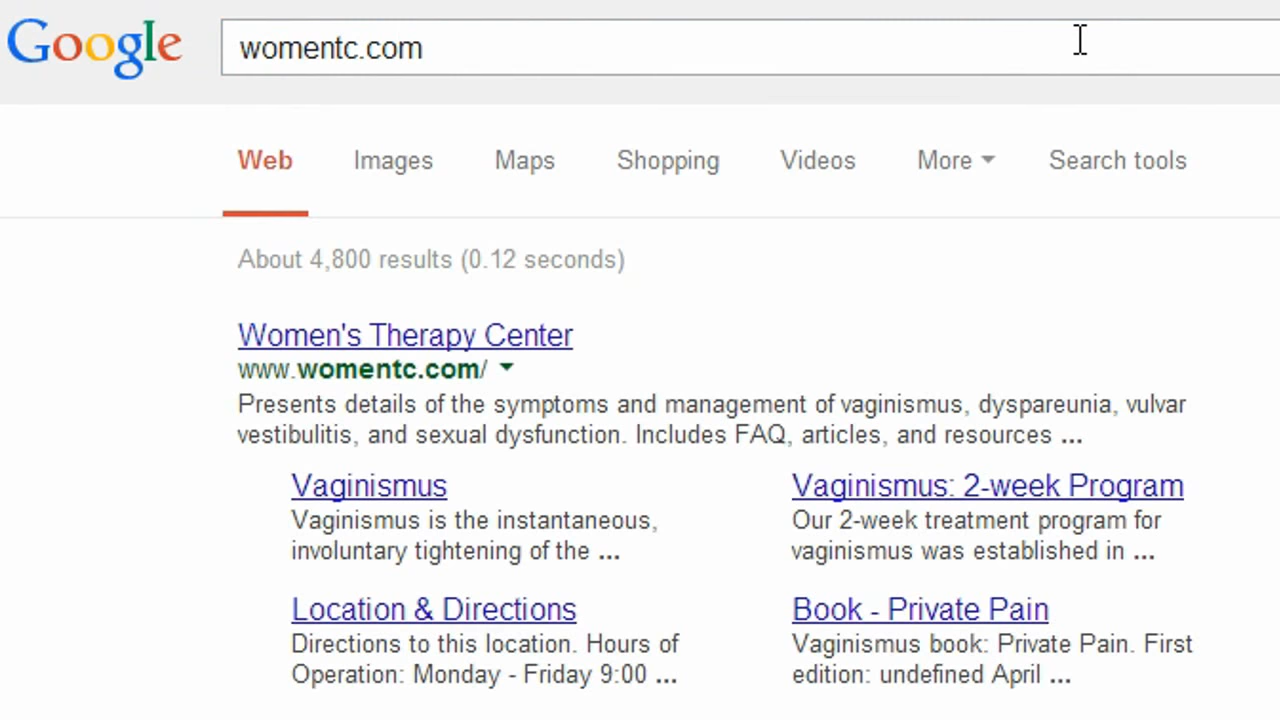 Google
womentc.com
Web Images Maps Shopping Videos More Search tools
About 4,800 results (0.12 seconds)
Women's Therapy Center
www.womentc.com/
Presents details of the symptoms and management of vaginismus, dyspareunia, vulvar
vestibulitis, and sexual dysfunction. Includes FAQ, articles, and resources ...
Vaginismus
Vaginismus is the instantaneous,
involuntary tightening of the ...
Vaginismus: 2-week Program
Our 2-week treatment program for
vaginismus was established in ...
Location & Directions
Directions to this location. Hours of
Operation: Monday - Friday 9:00 ...
Book - Private Pain
Vaginismus book: Private Pain. First
edition: undefined April ...